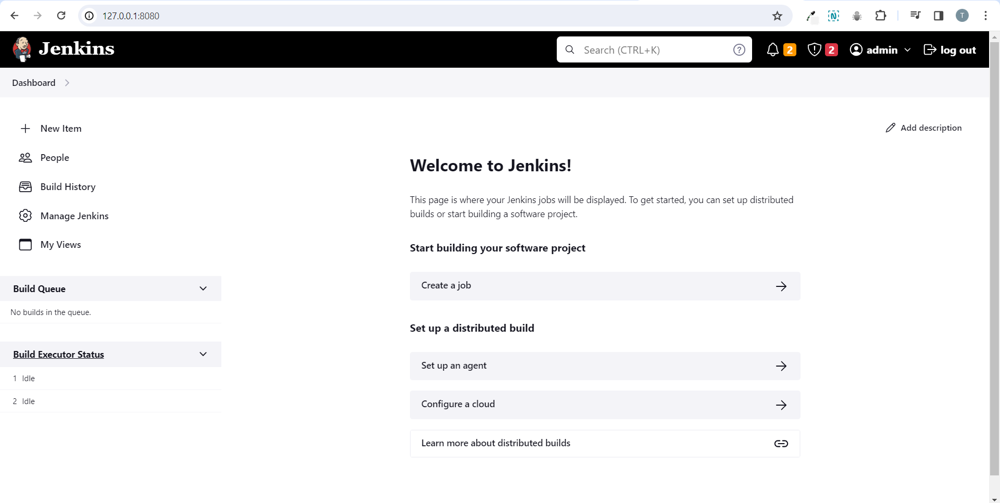 127.0.0.1:8080
T
Jenkins
Search (CTRL+K)
?
2
2
admin
log out
Dashboard
New Item
People
Build History
Manage Jenkins
My Views
Build Queue
No builds in the queue.
Build Executor Status
1 Idle
2 Idle
Add description
Welcome to Jenkins!
This page is where your Jenkins jobs will be displayed. To get started, you can set up distributed
builds or start building a software project.
Start building your software project
Create a job
Set up a distributed build
Set up an agent
Configure a cloud
Learn more about distributed builds